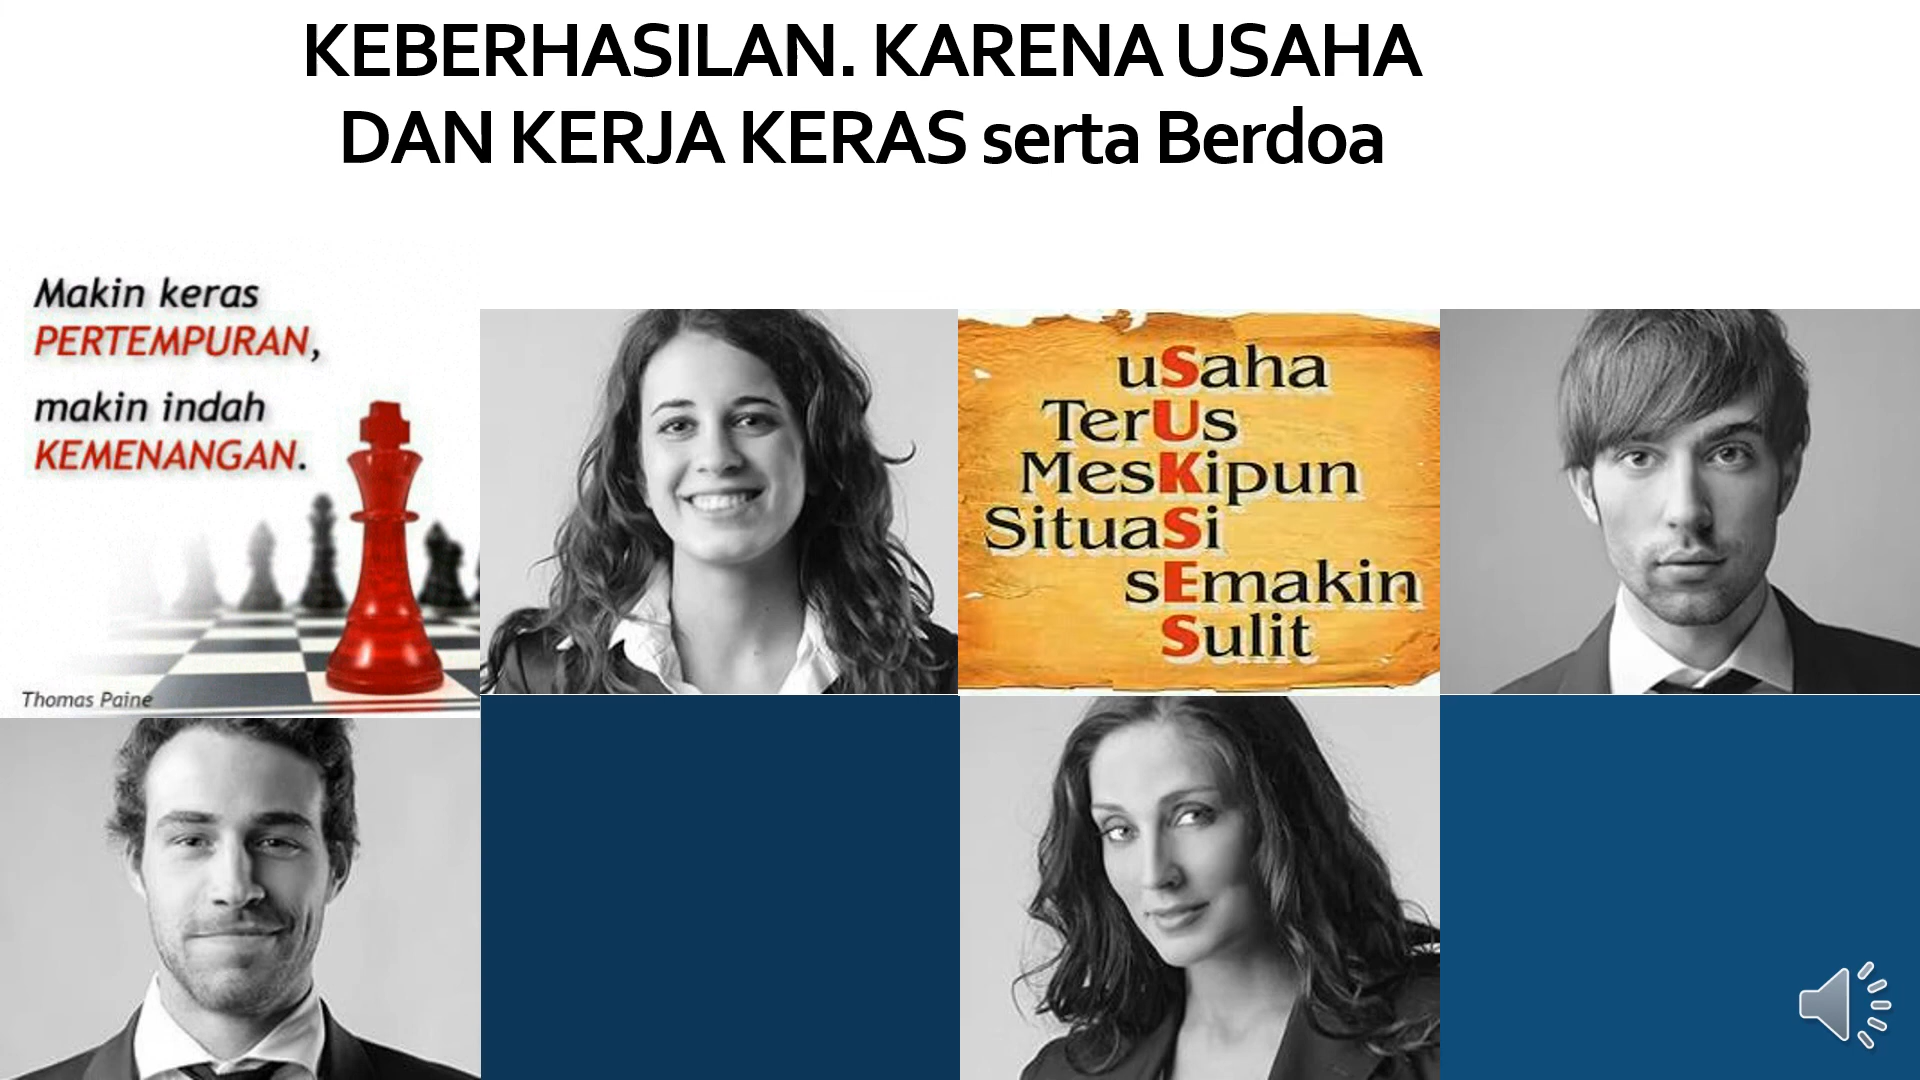 KEBERHASILAN. KARENA USAHA
DAN KERJA KERAS serta Berdoa
Makin keras
PERTEMPURAN,
makin indah
KEMENANGAN.
Thomas Paine
uSaha
TerUs
MesKipun
SituaSi
sEmakin
Sulit